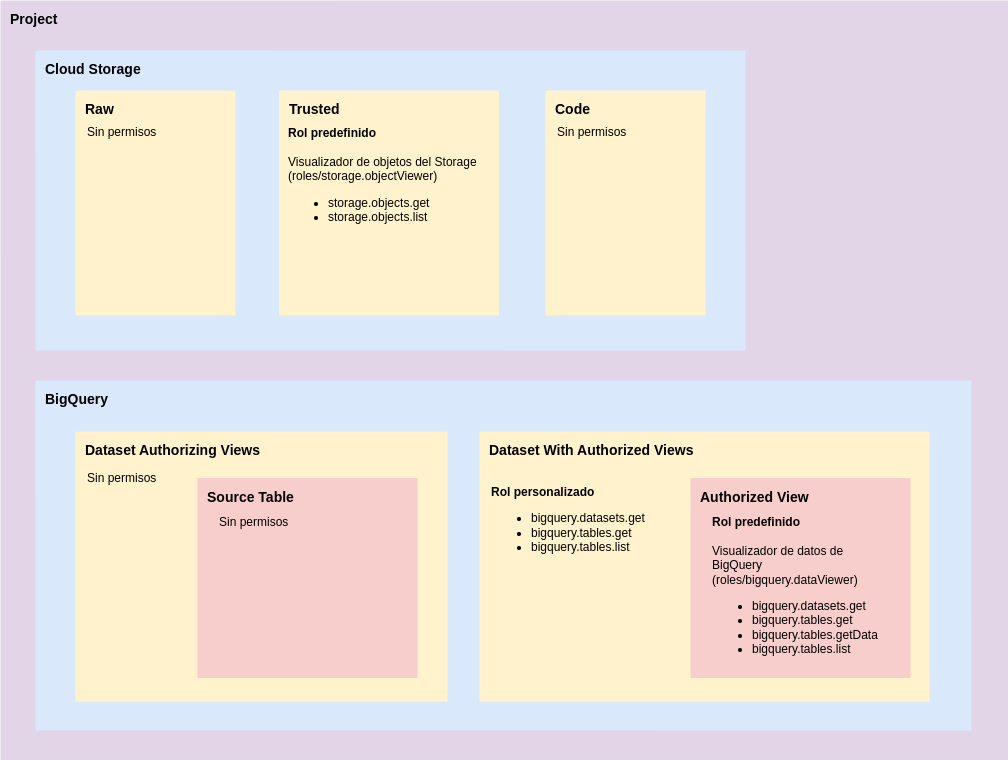 Project
Cloud Storage
Raw
Sin permisos
Trusted
Rol predefinido
Visualizador de objetos del Storage
(roles/storage.objectViewer)
• storage.objects.get
• storage.objects.list
Code
Sin permisos
BigQuery
Dataset Authorizing Views
Sin permisos
Source Table
Sin permisos
Dataset With Authorized Views
Rol personalizado
• bigquery.datasets.get
• bigquery.tables.get
• bigquery.tables.list
Authorized View
Rol predefinido
Visualizador de datos de
BigQuery
(roles/bigquery.dataViewer)
• bigquery.datasets.get
• bigquery.tables.get
• bigquery.tables.getData
• bigquery.tables.list